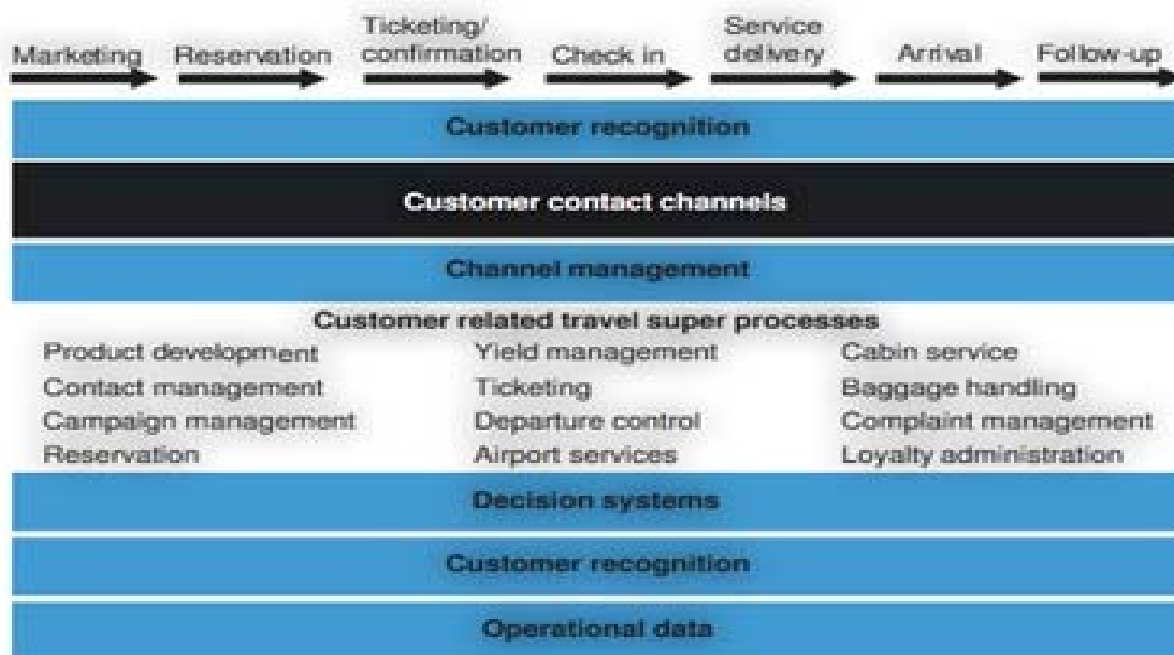 Marketing
Reservation
Ticketing/
confirmation
Check in
Service
delivery
Arrival
Follow-up
Customer recognition
Customer contact channels
Channel management
Customer related travel super processes
Product development
Contact management
Campaign management
Reservation
Yield management
Ticketing
Departure control
Airport services
Cabin service
Baggage handling
Complaint management
Loyalty administration
Decision systems
Customer recognition
Operational data